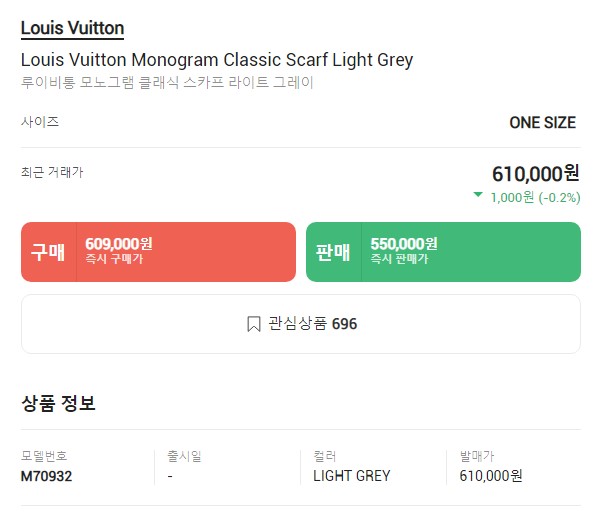 Louis Vuitton
Louis Vuitton Monogram Classic Scarf Light Grey
루이비통 모노그램 클래식 스카프 라이트 그레이
사이즈 ONE SIZE
최근 거래가 610,000원
1,000원 (-0.2%)
구매 609,000원 즉시 구매가
판매 550,000원 즉시 판매가
관심상품 696
상품 정보
모델번호 출시일 컬러 발매가
M70932 - LIGHT GREY 610,000원